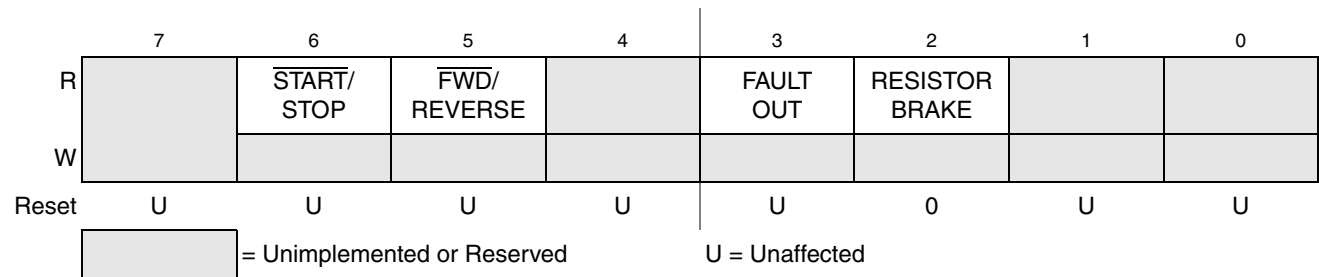 7 6 5 4 3 2 1 0
R START/ FWD/ FAULT RESISTOR
STOP REVERSE OUT BRAKE
W
Reset U U U U U 0 U U
= Unimplemented or Reserved U = Unaffected